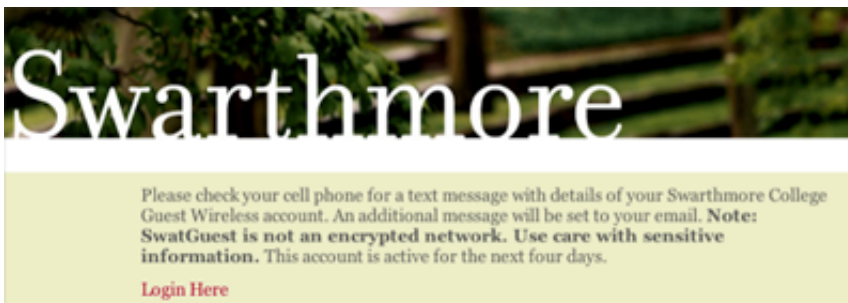 Swarthmore
Please check your cell phone for a text message with details of your Swarthmore College
Guest Wireless account. An additional message will be set to your email. Note:
SwatGuest is not an encrypted network. Use care with sensitive
information. This account is active for the next four days.
Login Here